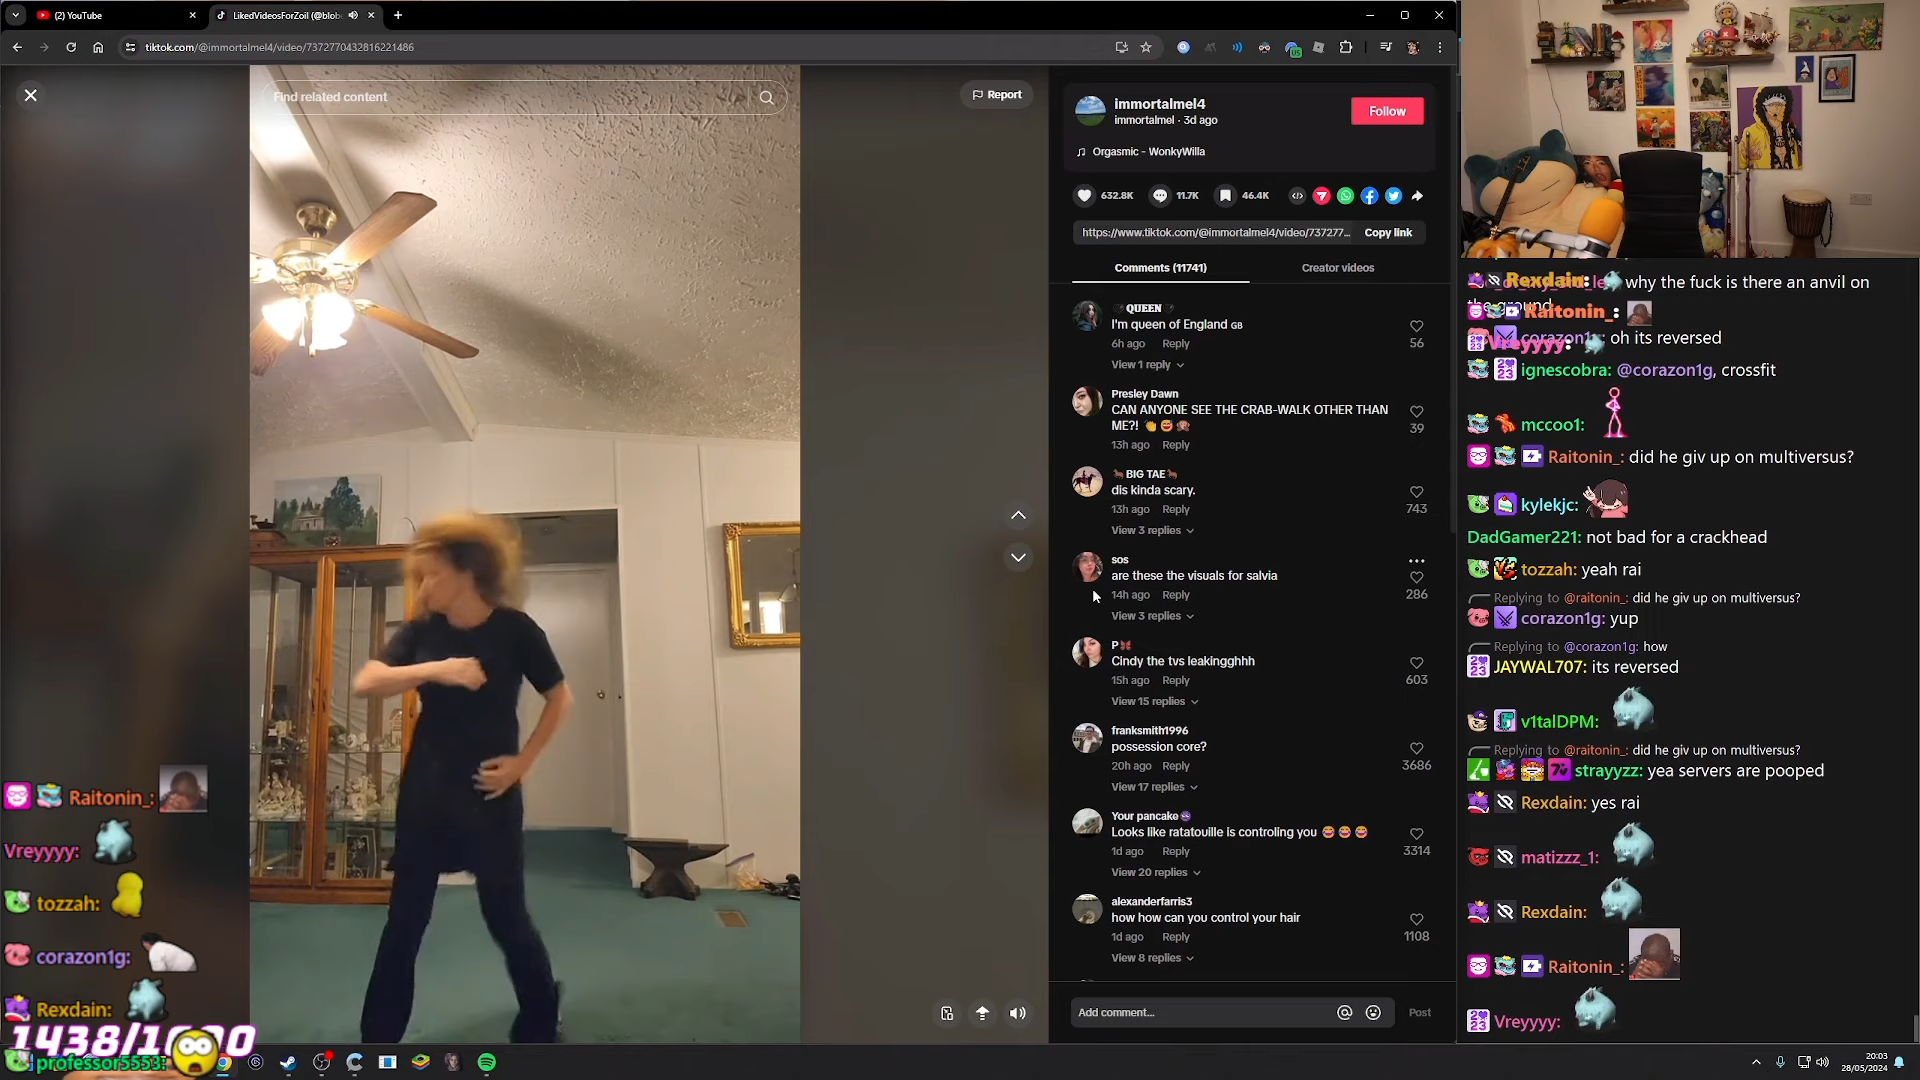 (2) YouTube
LikedVideosForZoil (@blob
tiktok.com/@immortalmel4/video/7372770432816221486
Find related content
Report
immortalmel4
immortalmel · 3d ago
Follow
Orgasmic - WonkyWilla
632.8K
11.7K
46.4K
https://www.tiktok.com/@immortalmel4/video/737277...
Copy link
Comments (11741)
Creator videos
QUEEN
I'm queen of England GB
6h ago Reply
56
View 1 reply
Presley Dawn
CAN ANYONE SEE THE CRAB-WALK OTHER THAN
ME?! 👏😅🙈
39
13h ago Reply
🐎BIG TAE🐎
dis kinda scary.
13h ago Reply
743
View 3 replies
sos
are these the visuals for salvia
14h ago Reply
286
View 3 replies
P🦋
Cindy the tvs leakingghhh
15h ago Reply
603
View 15 replies
franksmith1996
possession core?
20h ago Reply
3686
View 17 replies
Your pancake
Looks like ratatouille is controling you 😂😂😂
1d ago Reply
3314
View 20 replies
alexanderfarris3
how how can you control your hair
1d ago Reply
1108
View 8 replies
Add comment...
Post
Rexdain: why the fuck is there an anvil on
the ground
Raitonin_:
corazon1g: oh its reversed
Vreyyyy:
ignescobra: @corazon1g, crossfit
mccoo1:
Raitonin_: did he giv up on multiversus?
kylekjc:
DadGamer221: not bad for a crackhead
tozzah: yeah rai
Replying to @raitonin_: did he giv up on multiversus?
corazon1g: yup
Replying to @corazon1g: how
JAYWAL707: its reversed
v1talDPM:
Replying to @raitonin_: did he giv up on multiversus?
strayyzz: yea servers are pooped
Rexdain: yes rai
matizzz_1:
Rexdain:
Raitonin_:
Vreyyyy:
Raitonin_:
Vreyyyy:
tozzah:
corazon1g:
Rexdain:
professor5553:
20:03
28/05/2024